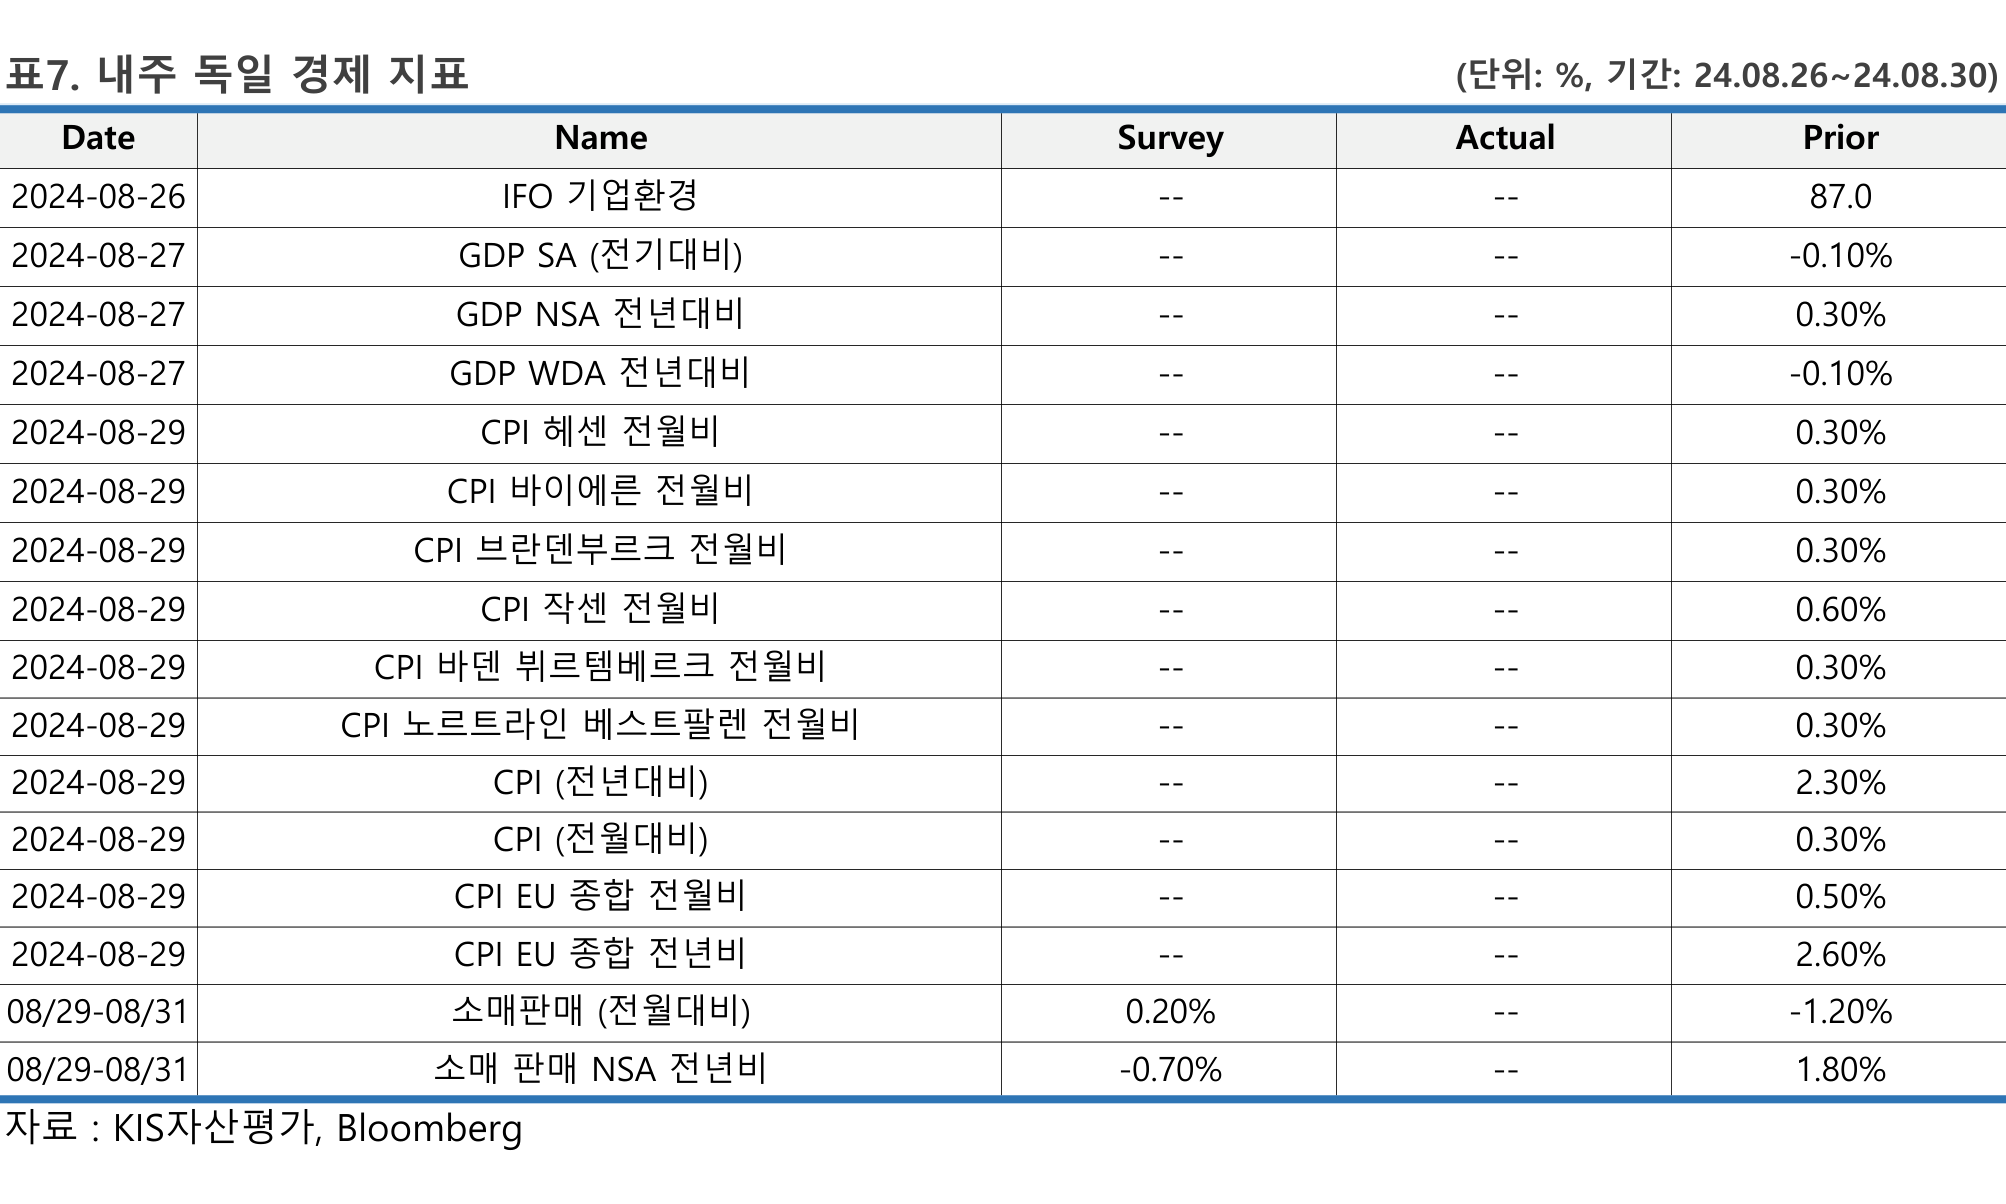 표7. 내주 독일 경제 지표 (단위: %, 기간: 24.08.26~24.08.30)
Date Name Survey Actual Prior
2024-08-26 IFO 기업환경 -- -- 87.0
2024-08-27 GDP SA (전기대비) -- -- -0.10%
2024-08-27 GDP NSA 전년대비 -- -- 0.30%
2024-08-27 GDP WDA 전년대비 -- -- -0.10%
2024-08-29 CPI 헤센 전월비 -- -- 0.30%
2024-08-29 CPI 바이에른 전월비 -- -- 0.30%
2024-08-29 CPI 브란덴부르크 전월비 -- -- 0.30%
2024-08-29 CPI 작센 전월비 -- -- 0.60%
2024-08-29 CPI 바덴 뷔르템베르크 전월비 -- -- 0.30%
2024-08-29 CPI 노르트라인 베스트팔렌 전월비 -- -- 0.30%
2024-08-29 CPI (전년대비) -- -- 2.30%
2024-08-29 CPI (전월대비) -- -- 0.30%
2024-08-29 CPI EU 종합 전월비 -- -- 0.50%
2024-08-29 CPI EU 종합 전년비 -- -- 2.60%
08/29-08/31 소매판매 (전월대비) 0.20% -- -1.20%
08/29-08/31 소매 판매 NSA 전년비 -0.70% -- 1.80%
자료 : KIS자산평가, Bloomberg